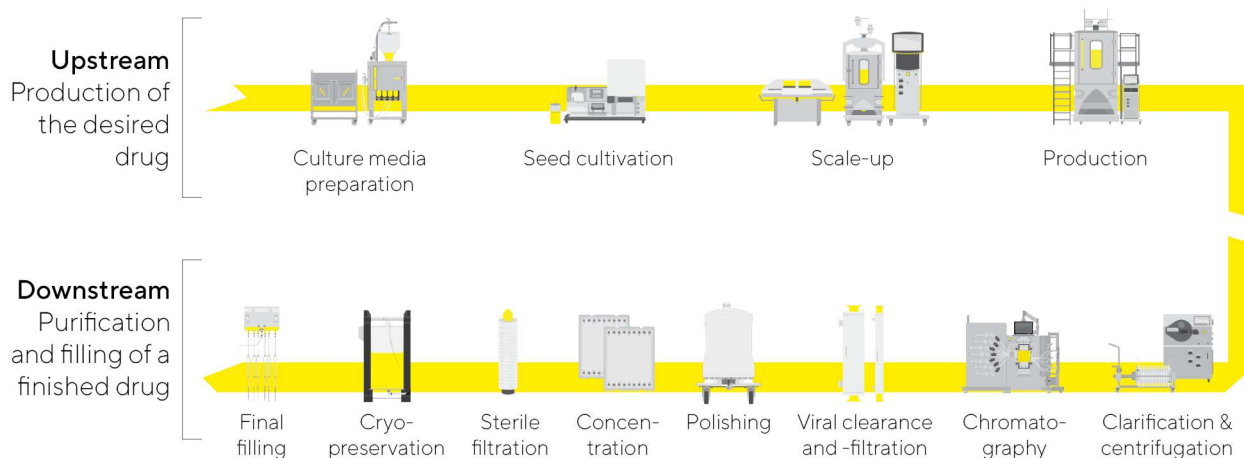 Upstream
Production of
the desired
drug
Culture media
preparation
Seed cultivation
Scale-up
Production
Downstream
Purification
and filling of a
finished drug
Final
filling
Cryo-
preservation
Sterile
filtration
Concen-
tration
Polishing
Viral clearance
and -filtration
Chromato-
graphy
Clarification &
centrifugation